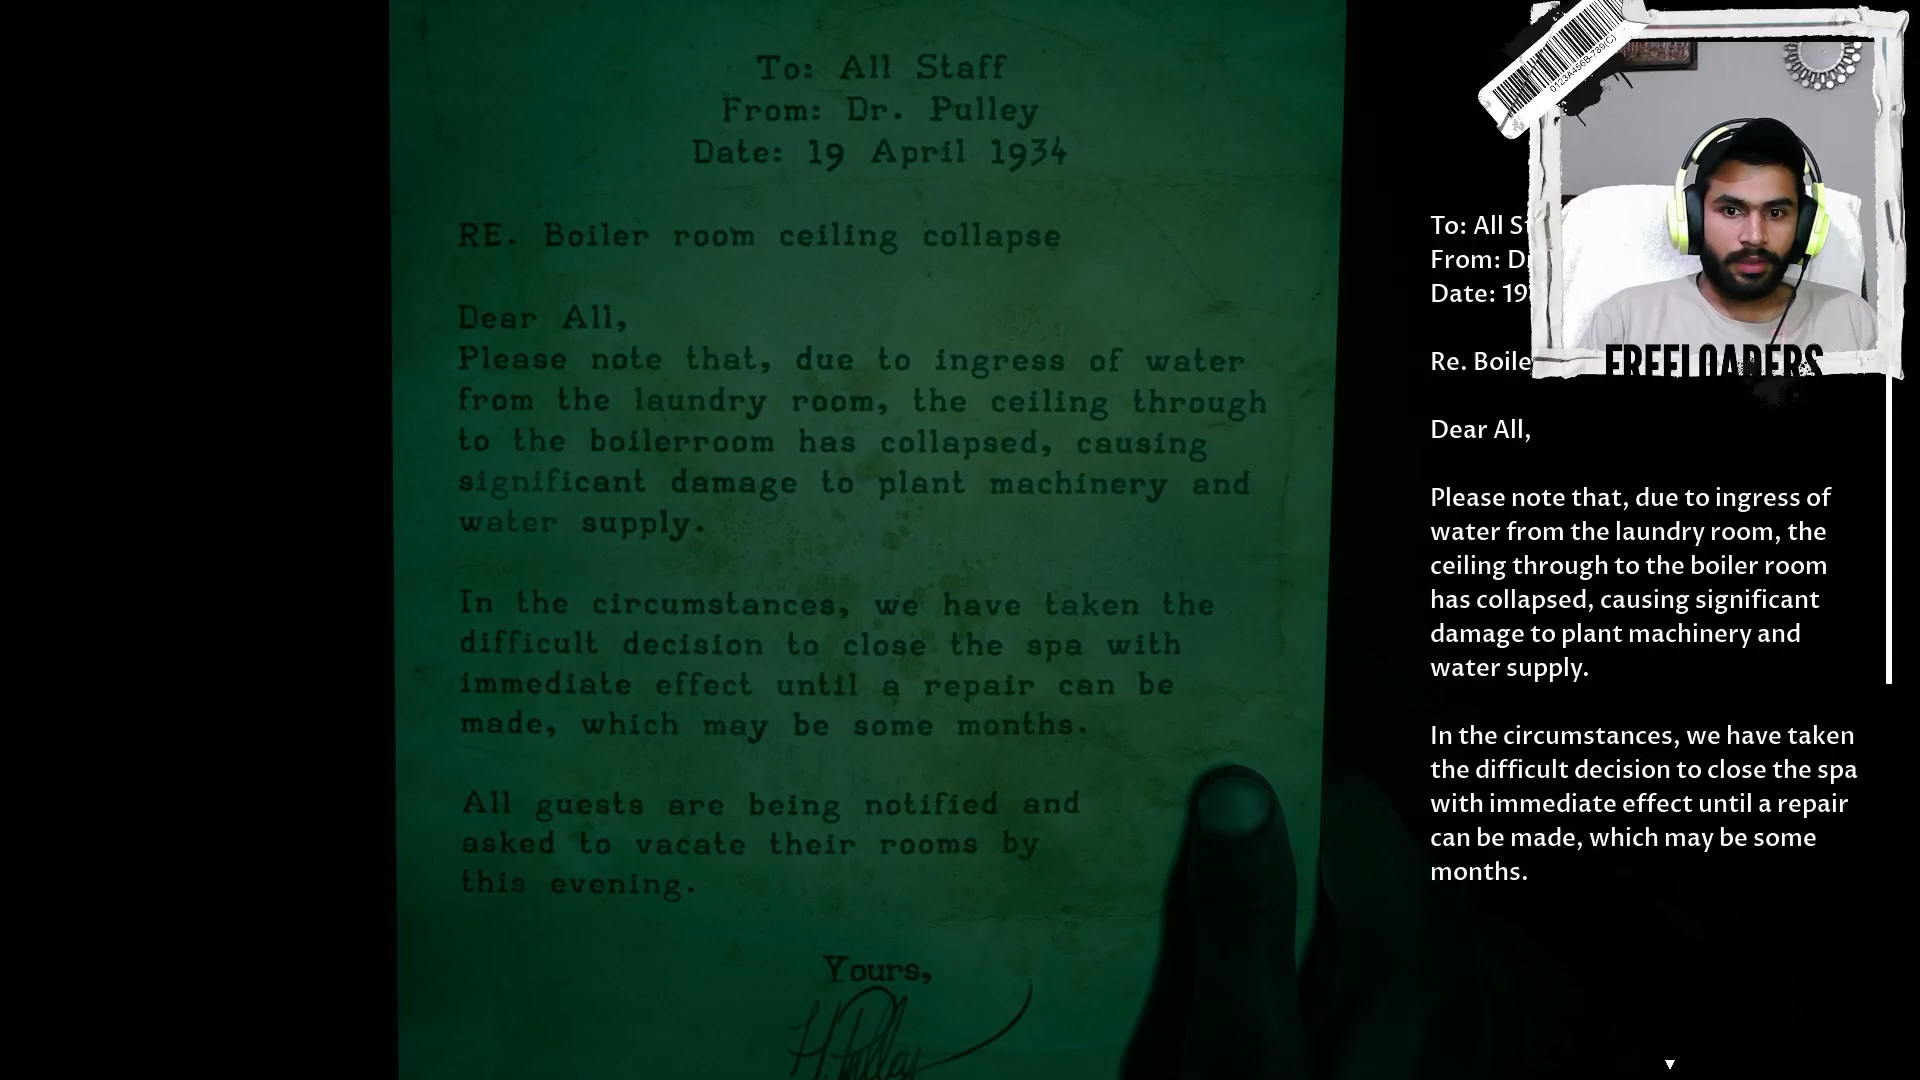 To: All Staff
From: Dr. Pulley
Date: 19 April 1934
RE. Boiler room ceiling collapse
Dear All,
Please note that, due to ingress of water
from the laundry room, the ceiling through
to the boilerroom has collapsed, causing
significant damage to plant machinery and
water supply.
In the circumstances, we have taken the
difficult decision to close the spa with
immediate effect until a repair can be
made, which may be some months.
All guests are being notified and
asked to vacate their rooms by
this evening.
Yours,
H Pulley
0123A456B-789(C)
FREELOADERS
To: All
From:
Date: 19
Re. Boile
Dear All,
Please note that, due to ingress of
water from the laundry room, the
ceiling through to the boiler room
has collapsed, causing significant
damage to plant machinery and
water supply.
In the circumstances, we have taken
the difficult decision to close the spa
with immediate effect until a repair
can be made, which may be some
months.